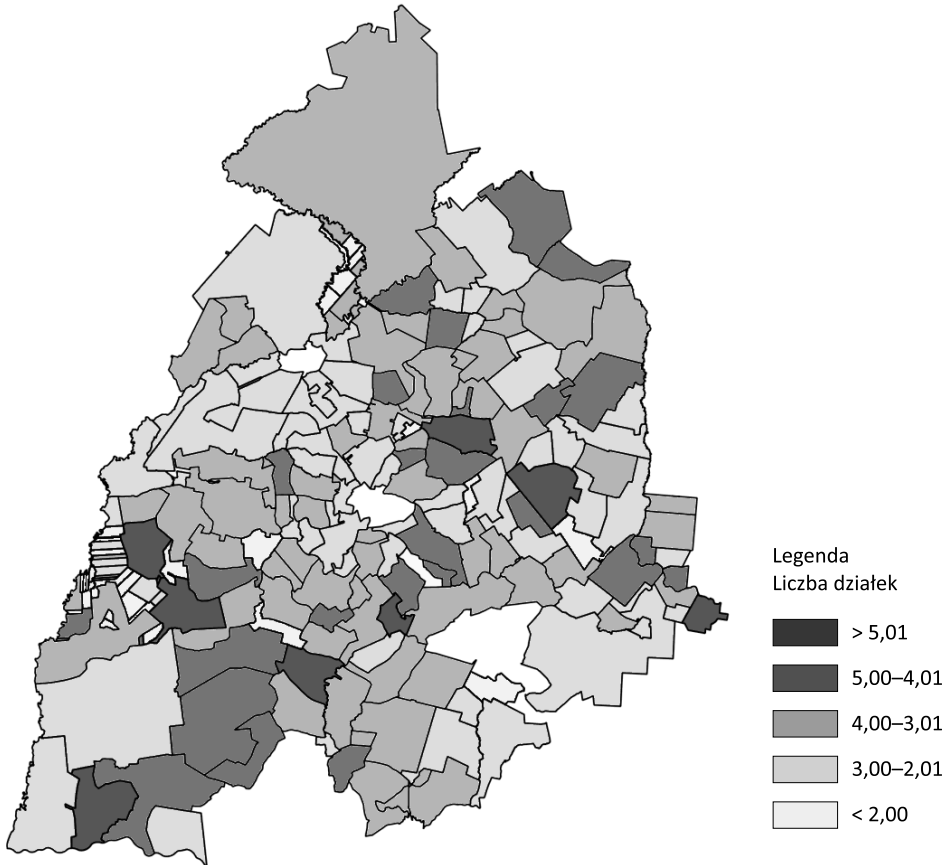 Legenda
Liczba działek
> 5,01
5,00–4,01
4,00–3,01
3,00–2,01
< 2,00